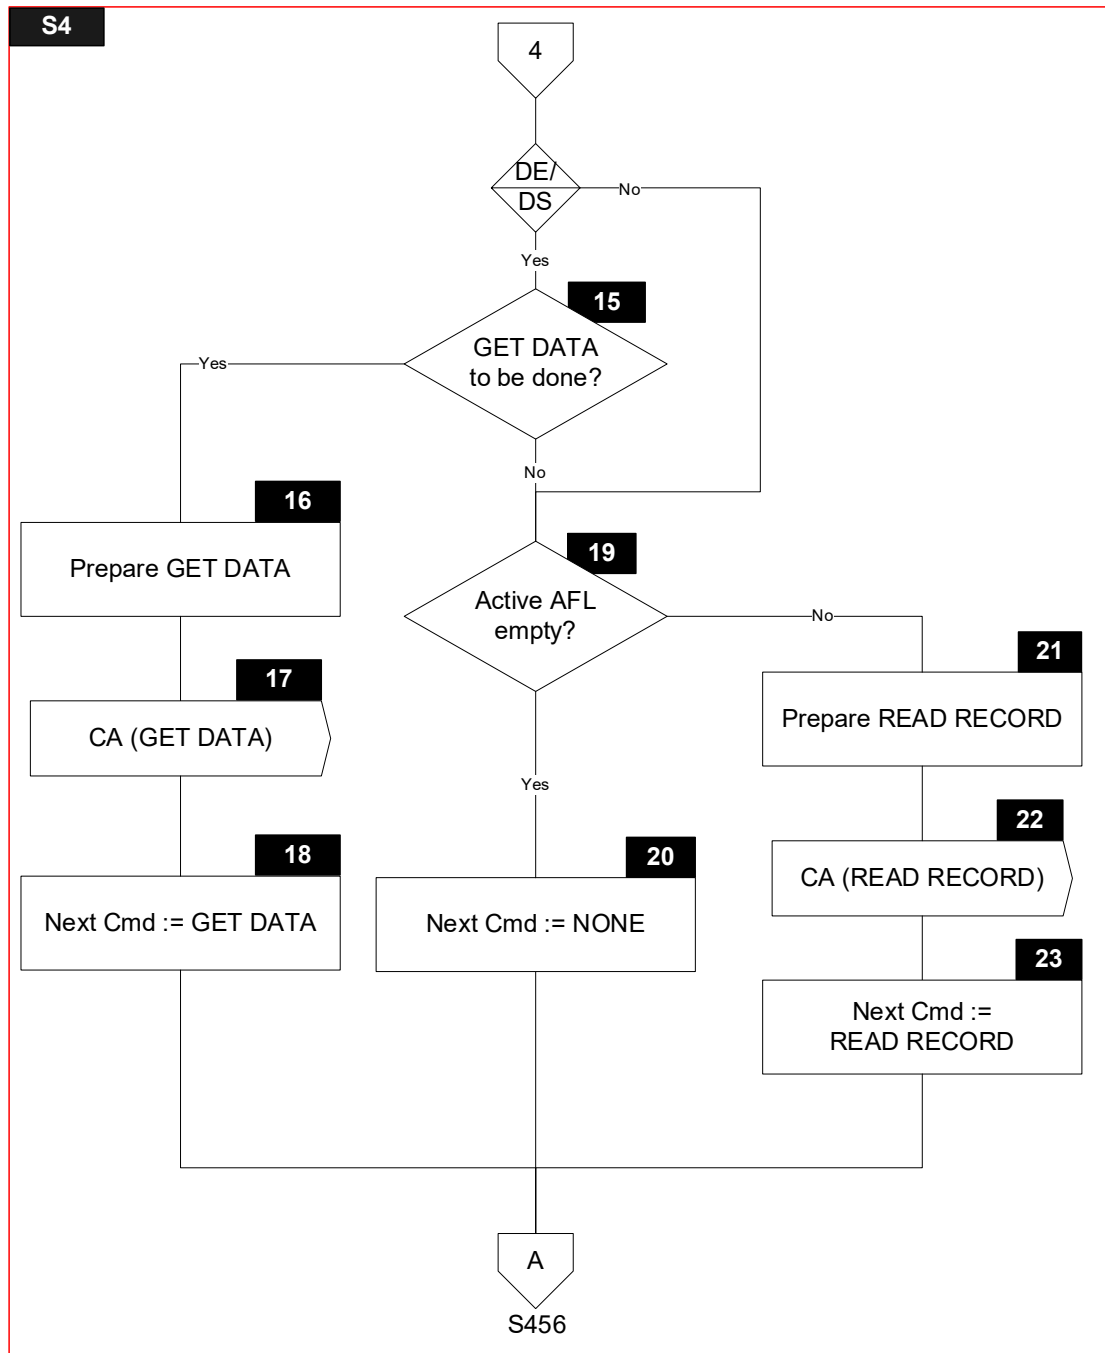 S4
4
DE/
DS
No
Yes
15
GET DATA
to be done?
Yes
No
16
Prepare GET DATA
19
Active AFL
empty?
No
17
CA (GET DATA)
21
Prepare READ RECORD
Yes
18
Next Cmd := GET DATA
20
Next Cmd := NONE
22
CA (READ RECORD)
23
Next Cmd :=
READ RECORD
A
S456